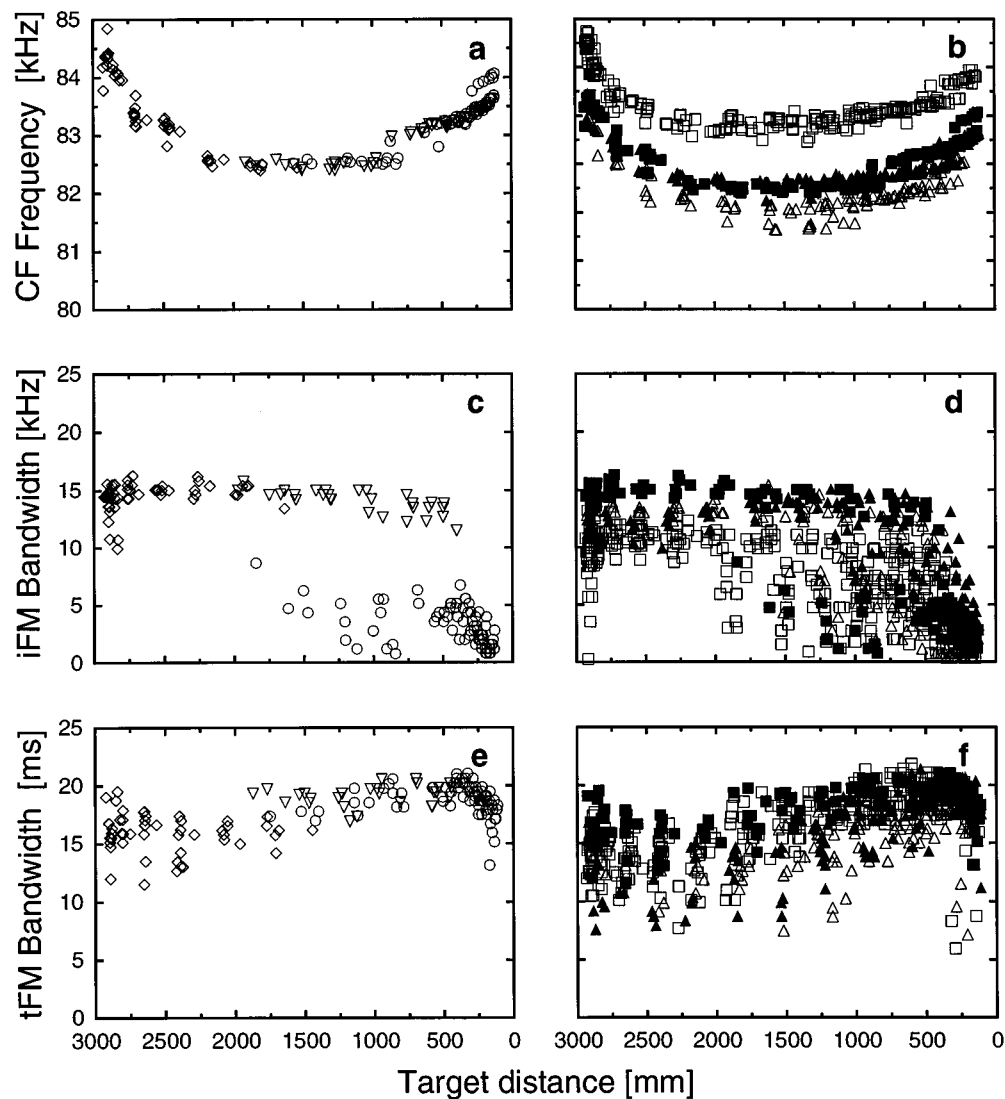 85
84
83
82
81
80
CF Frequency [kHz]
a
b
25
20
15
10
5
0
iFM Bandwidth [kHz]
c
d
25
20
15
10
5
0
tFM Bandwidth [ms]
e
f
3000 2500 2000 1500 1000 500 0
3000 2500 2000 1500 1000 500 0
Target distance [mm]